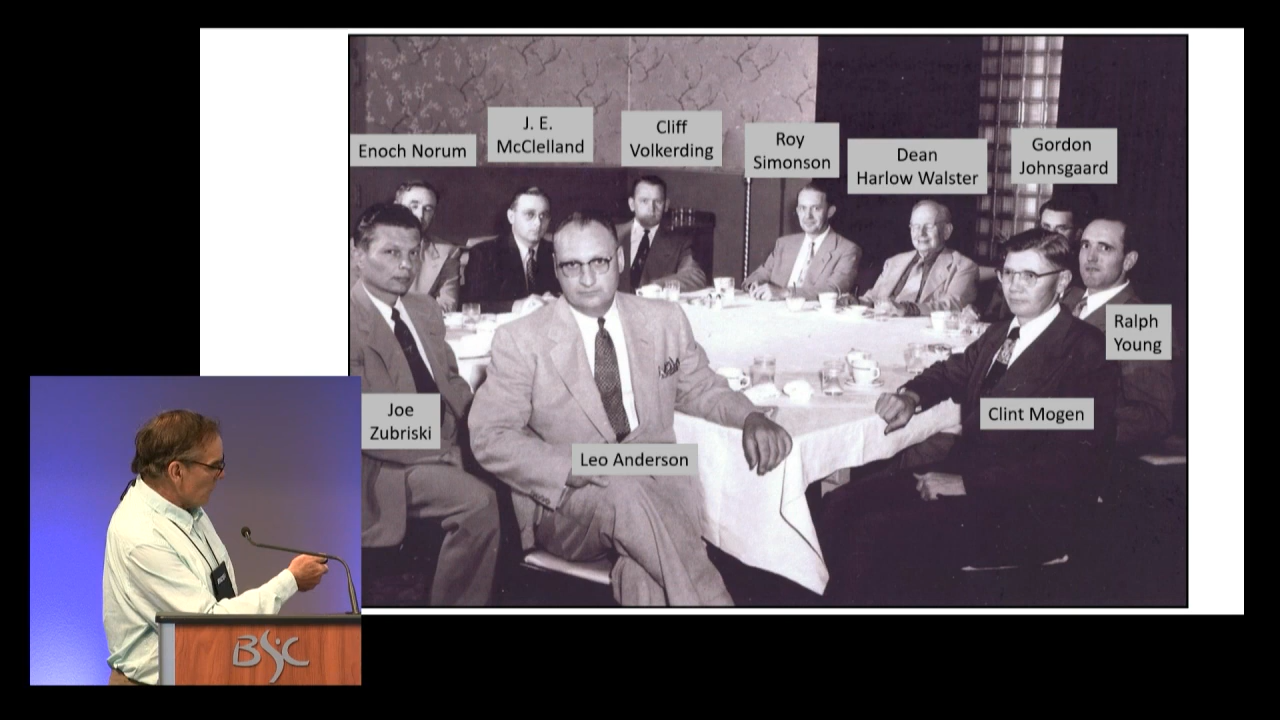 Enoch Norum
J. E.
McClelland
Cliff
Volkerding
Roy
Simonson
Dean
Harlow Walster
Gordon
Johnsgaard
Ralph
Young
Joe
Zubriski
Leo Anderson
Clint Mogen
BSC